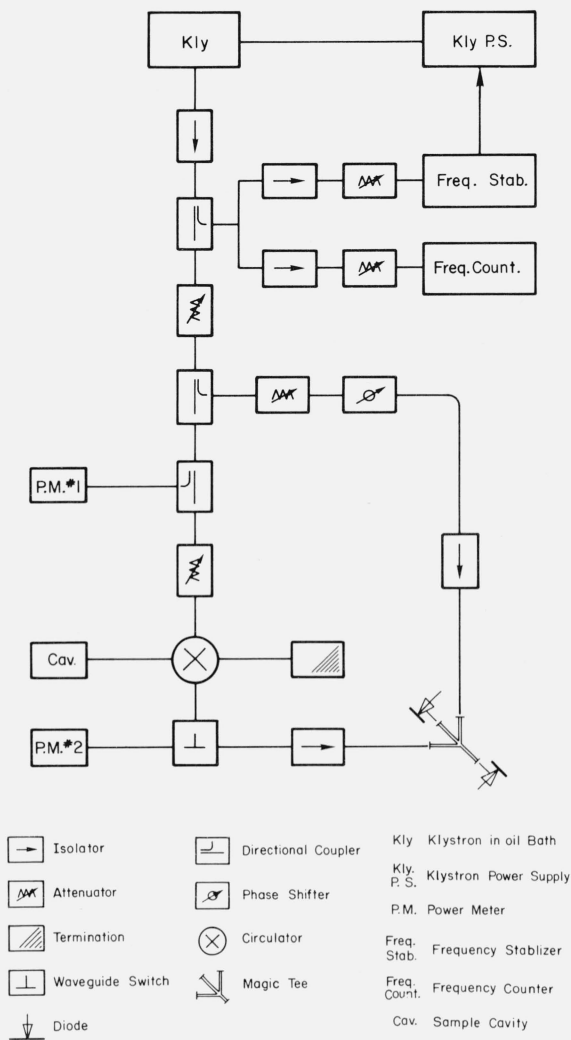 Kly
Kly P.S.
Freq. Stab.
Freq. Count.
P.M. #1
Cav.
P.M. #2
Isolator
Attenuator
Termination
Waveguide Switch
Diode
Directional Coupler
Phase Shifter
Circulator
Magic Tee
Kly Klystron in oil Bath
Kly.
P. S. Klystron Power Supply
P.M. Power Meter
Freq.
Stab. Frequency Stablizer
Freq.
Count. Frequency Counter
Cav. Sample Cavity